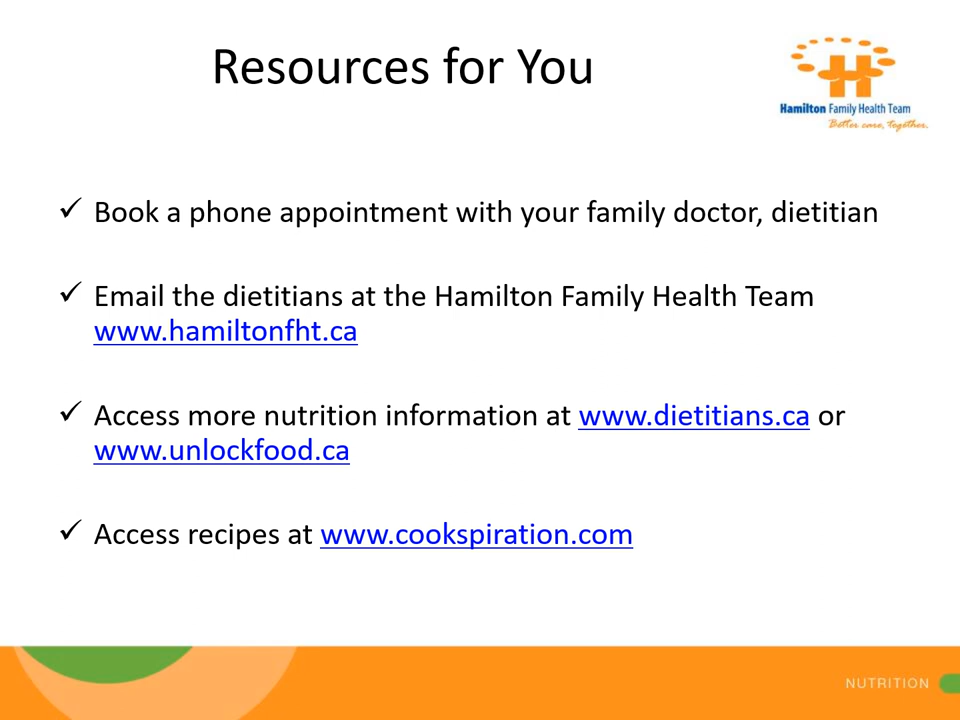 Resources for You
Hamilton Family Health Team
Better care, together.
✓ Book a phone appointment with your family doctor, dietitian
✓ Email the dietitians at the Hamilton Family Health Team
www.hamiltonfht.ca
✓ Access more nutrition information at www.dietitians.ca or
www.unlockfood.ca
✓ Access recipes at www.cookspiration.com
NUTRITION